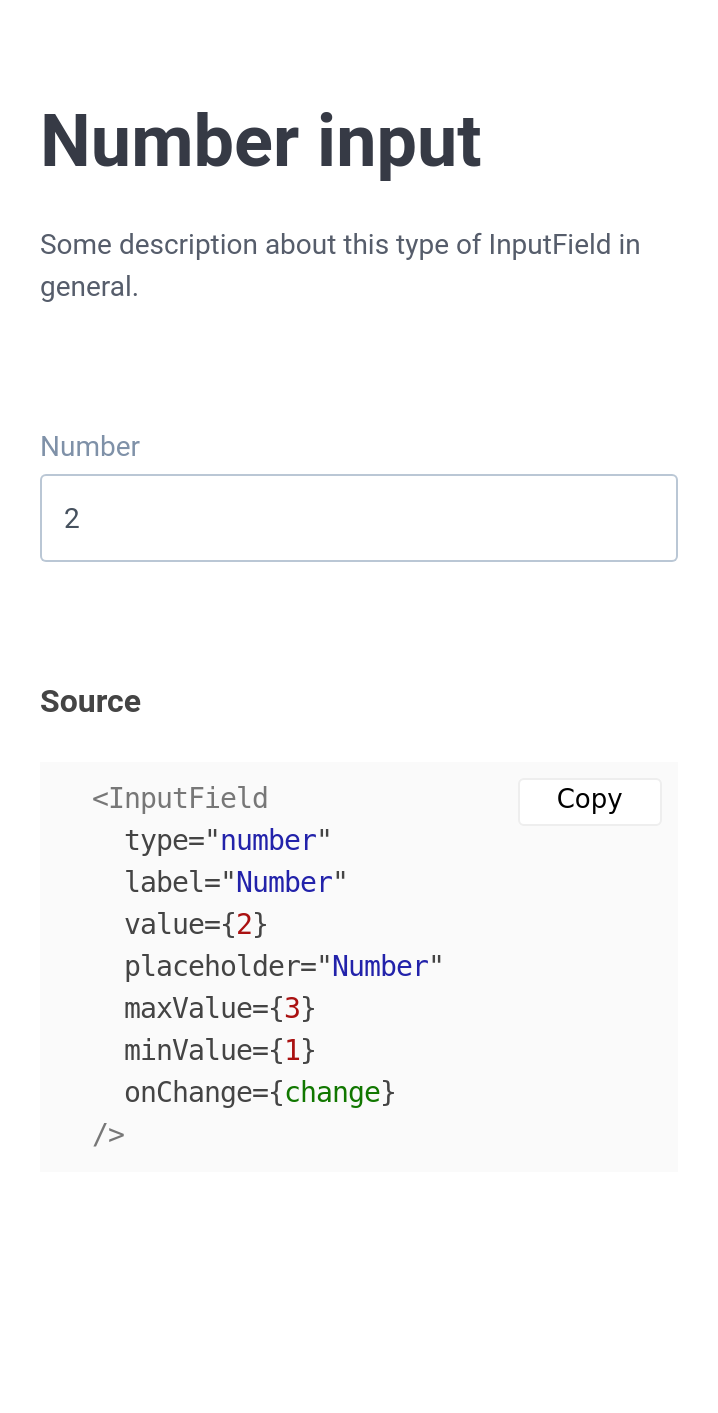 Number input
Some description about this type of InputField in
general.
Number
2
Source
Copy
<InputField
  type="number"
  label="Number"
  value={2}
  placeholder="Number"
  maxValue={3}
  minValue={1}
  onChange={change}
/>